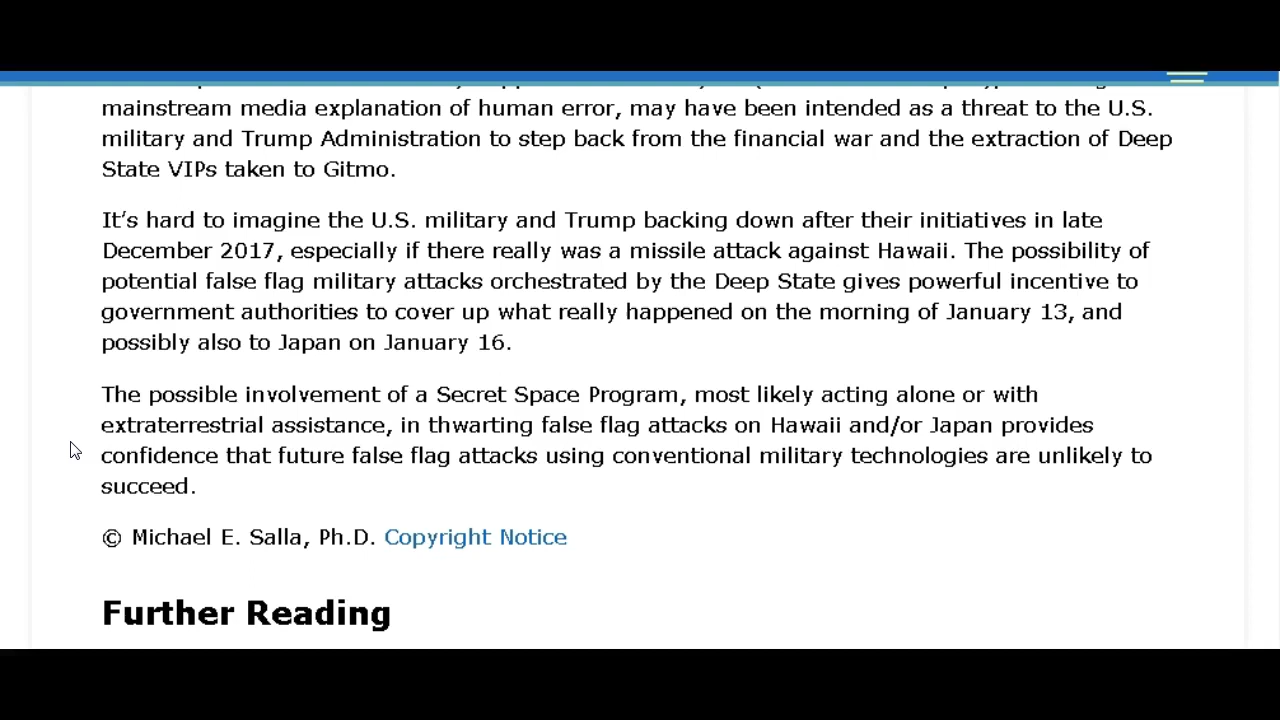 mainstream media explanation of human error, may have been intended as a threat to the U.S.
military and Trump Administration to step back from the financial war and the extraction of Deep
State VIPs taken to Gitmo.
It's hard to imagine the U.S. military and Trump backing down after their initiatives in late
December 2017, especially if there really was a missile attack against Hawaii. The possibility of
potential false flag military attacks orchestrated by the Deep State gives powerful incentive to
government authorities to cover up what really happened on the morning of January 13, and
possibly also to Japan on January 16.
The possible involvement of a Secret Space Program, most likely acting alone or with
extraterrestrial assistance, in thwarting false flag attacks on Hawaii and/or Japan provides
confidence that future false flag attacks using conventional military technologies are unlikely to
succeed.
© Michael E. Salla, Ph.D. Copyright Notice
Further Reading